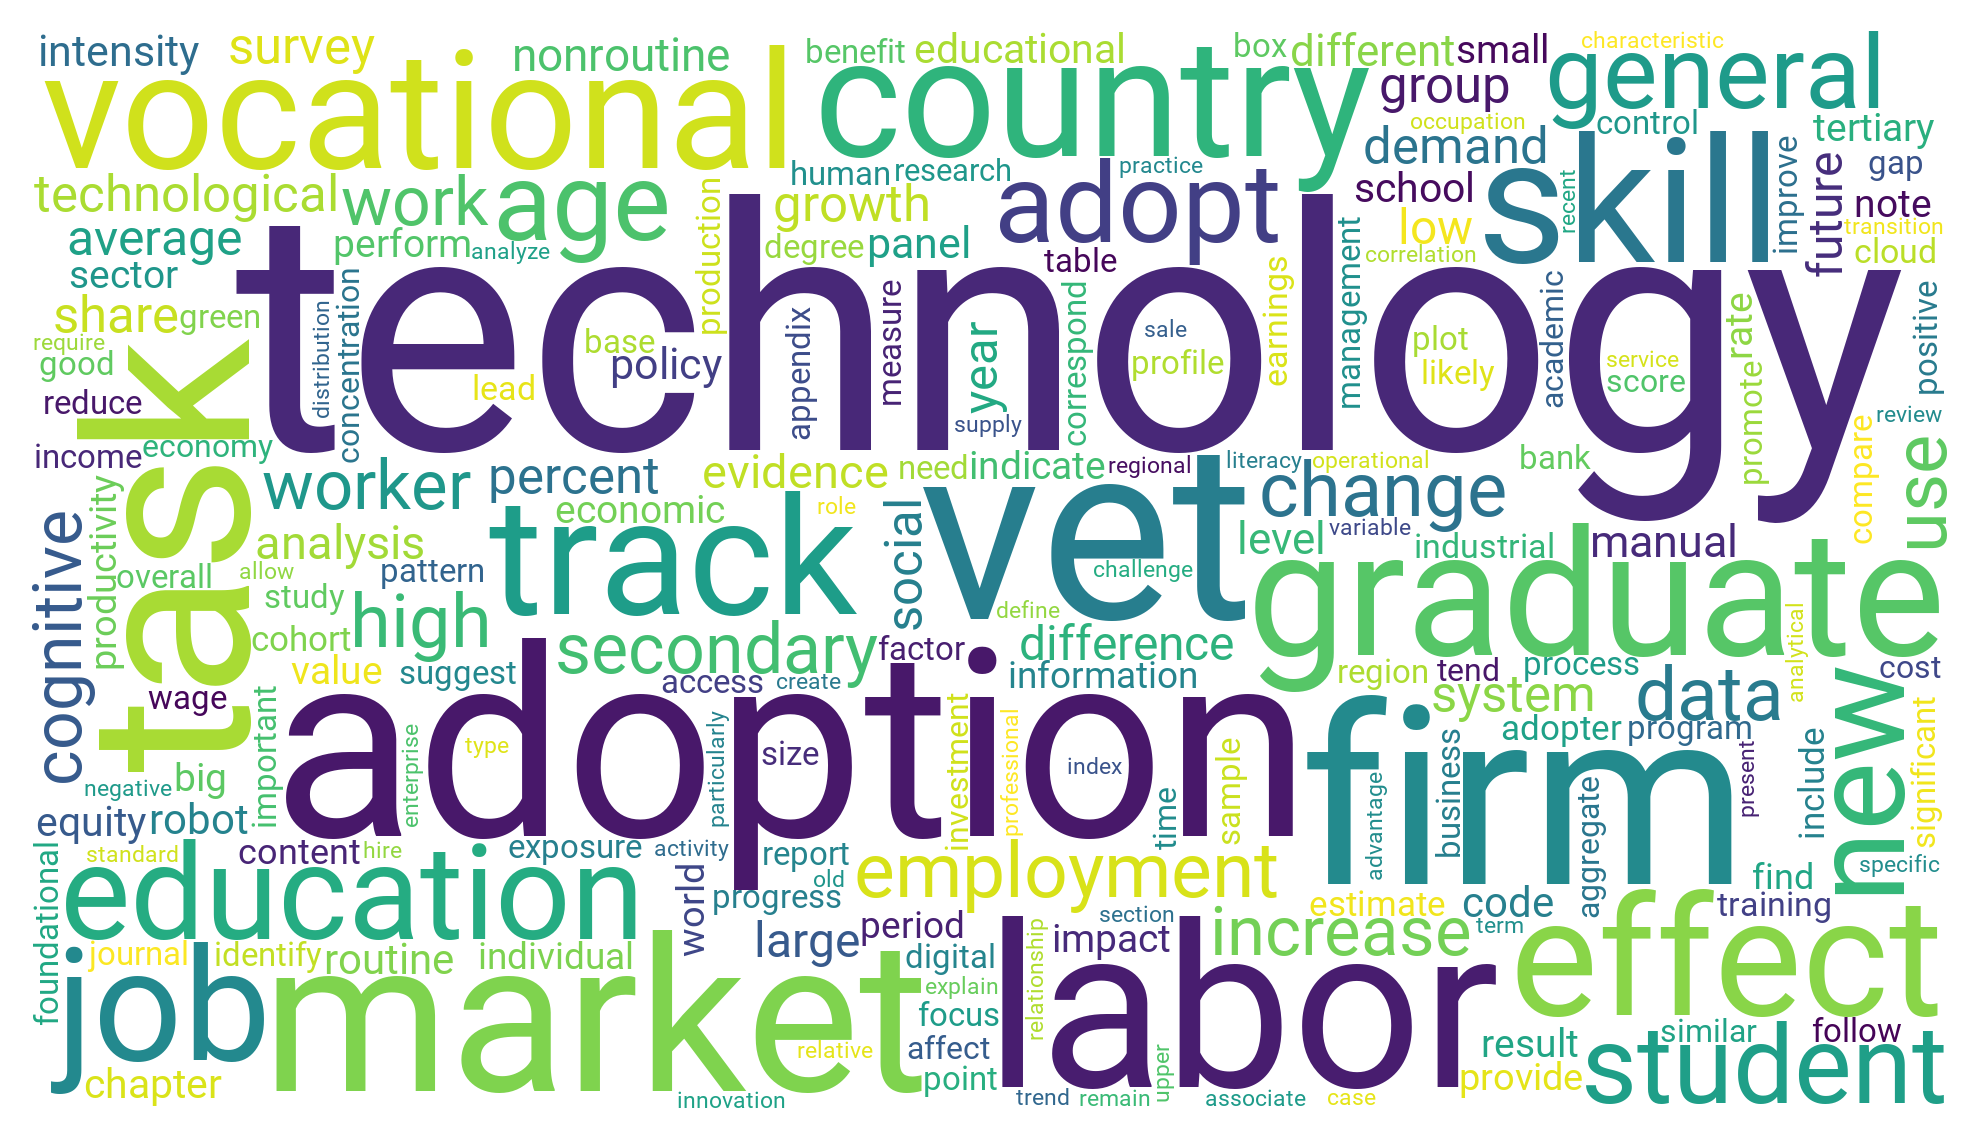 intensity
survey
nonroutine
benefit
educational
box
different
small
characteristic
vocational
country
group
general
occupation
control
tertiary
demand
skill
improve
gap
technological
work
age
human
research
practice
adopt
school
recent
future
note
production
growth
low
transition
average
perform
analyze
degree
panel
table
correlation
cloud
sector
technology
share
green
distribution
concentration
base
policy
appendix
measure
year
correspond
sale
profile
earnings
management
plot
likely
academic
service
score
rate
promote
positive
require
good
task
lead
reduce
supply
review
income
economy
compare
use
worker
percent
evidence
need
indicate
regional
literacy
operational
bank
change
productivity
cognitive
economic
role
track
social
vet
level
variable
industrial
manual
analysis
overall
allow
pattern
challenge
graduate
study
define
high
cohort
secondary
factor
difference
analytical
value
suggest
access
create
information
region
tend
process
cost
wage
system
data
new
important
adoption
particularly
investment
professional
firm
adopter
program
type
enterprise
size
index
sample
business
present
include
significant
negative
big
time
advantage
aggregate
equity
robot
standard
content
hire
exposure
activity
report
old
employment
specific
foundational
education
world
progress
find
estimate
code
training
journal
identify
routine
individual
large
period
section
impact
increase
term
effect
job
market
digital
explain
relationship
labor
focus
relative
affect
result
similar
follow
chapter
point
upper
provide
student
innovation
trend
remain
associate
case